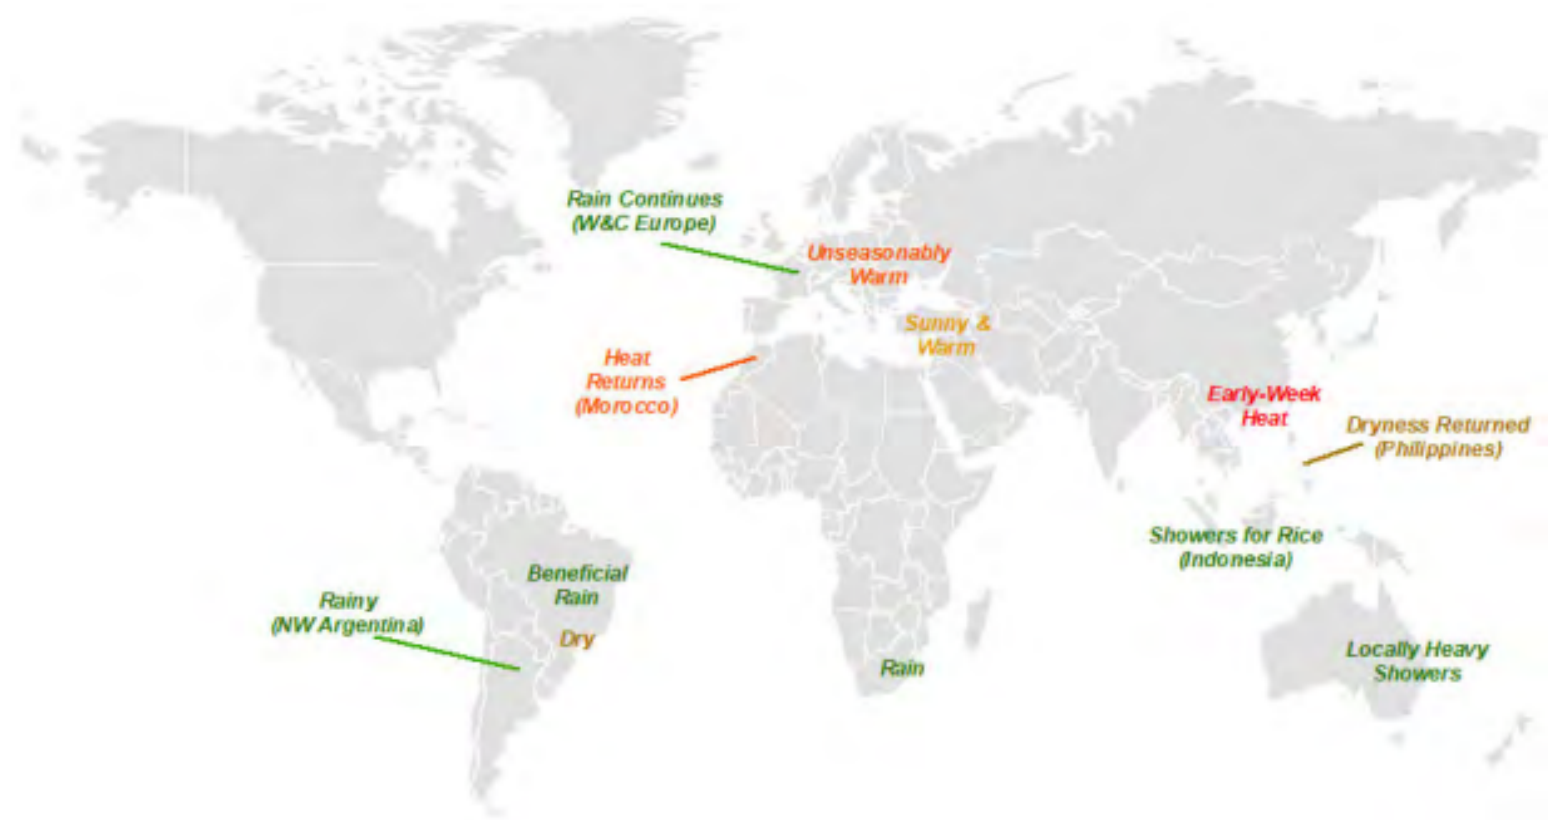 Rain Continues
(W&C Europe)
Unseasonably
Warm
Sunny &
Warm
Heat
Returns
(Morocco)
Early-Week
Heat
Dryness Returned
(Philippines)
Showers for Rice
(Indonesia)
Beneficial
Rain
Rainy
(NW Argentina)
Dry
Rain
Locally Heavy
Showers